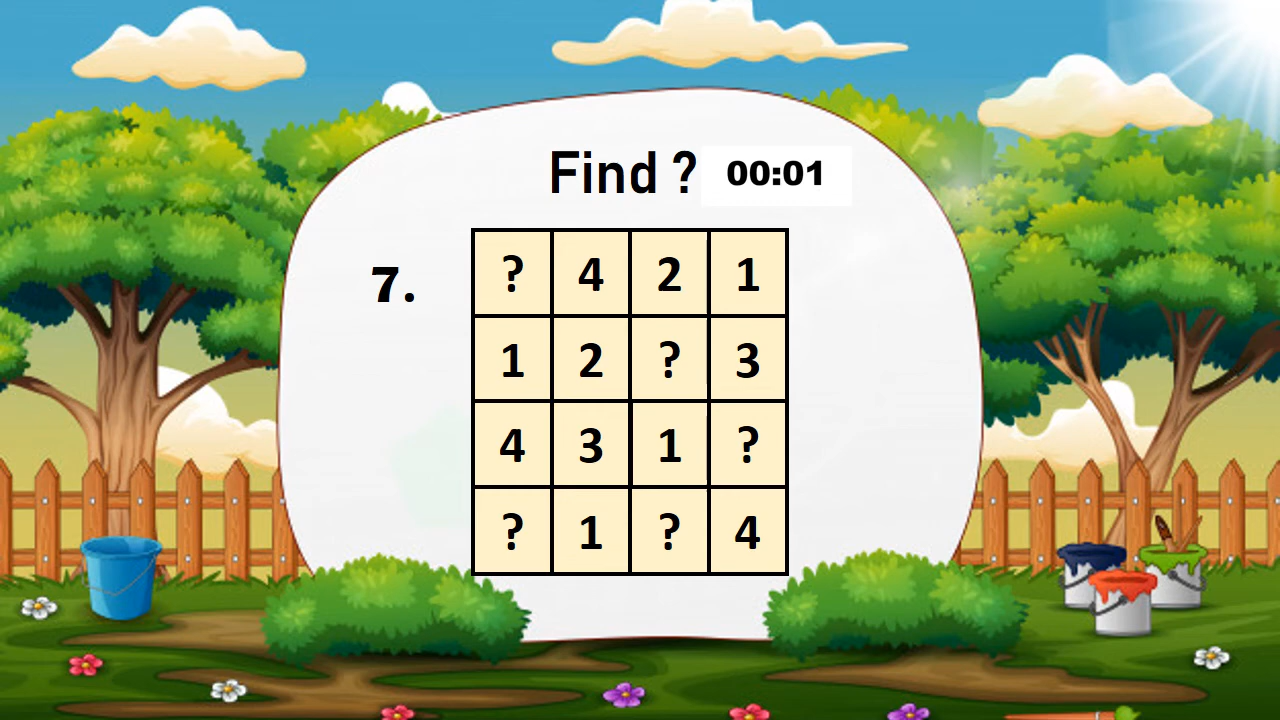 Find ? 00:01
7.
? 4 2 1
1 2 ? 3
4 3 1 ?
? 1 ? 4